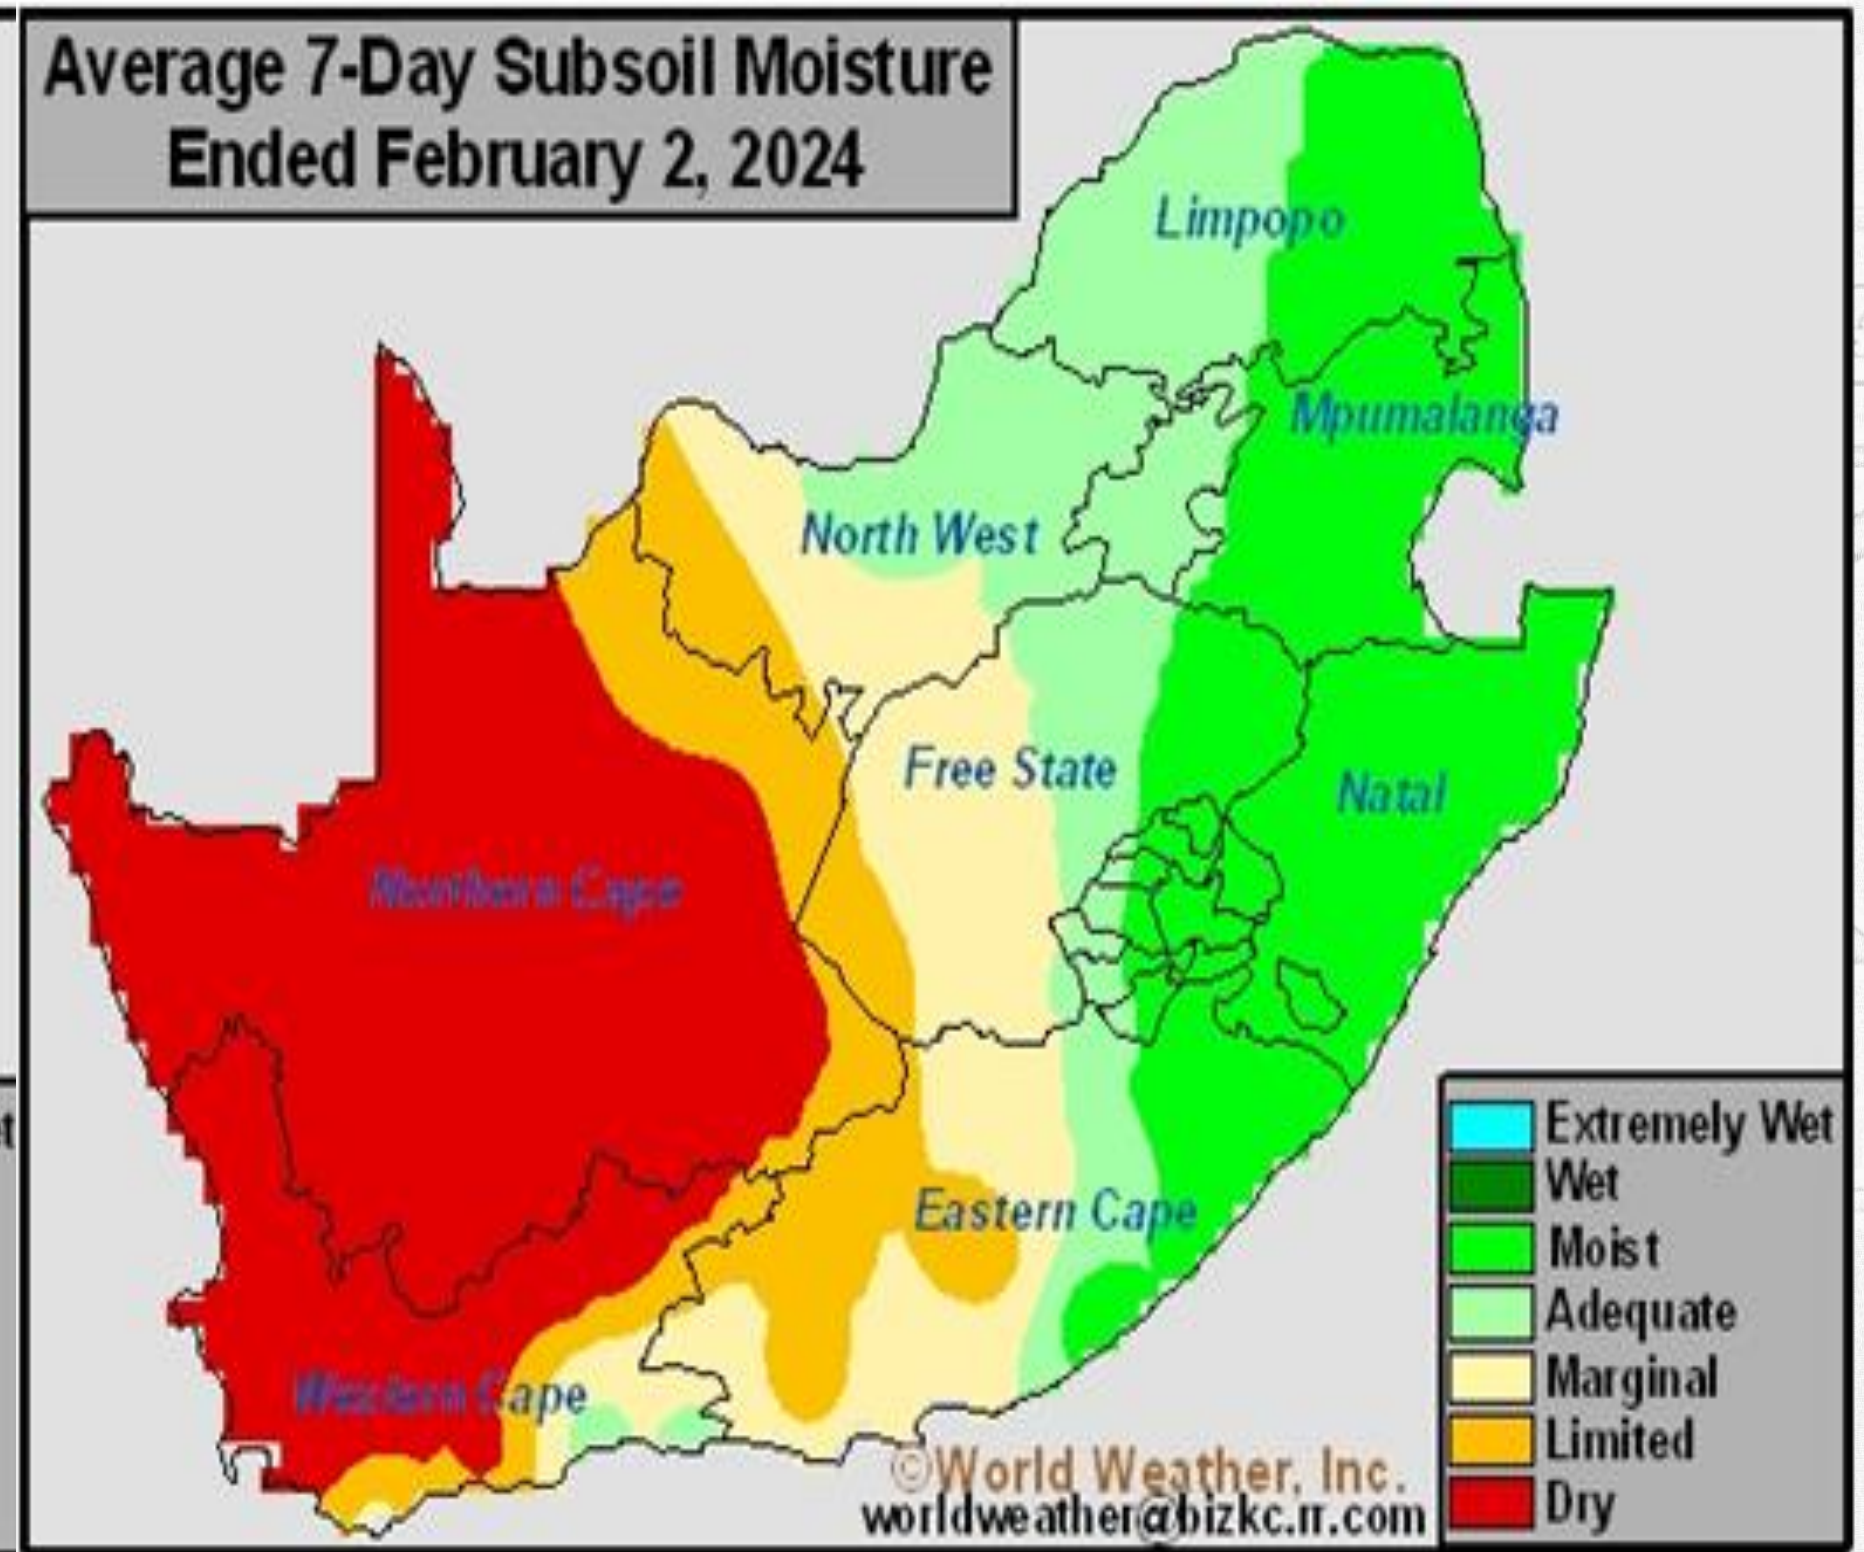 Average 7-Day Subsoil Moisture
Ended February 2, 2024
Limpopo
Mpumalanga
North West
Free State
Natal
Northern Cape
Eastern Cape
Western Cape
Extremely Wet
Wet
Moist
Adequate
Marginal
Limited
Dry
©World Weather, Inc.
worldweather@bizkc.rr.com